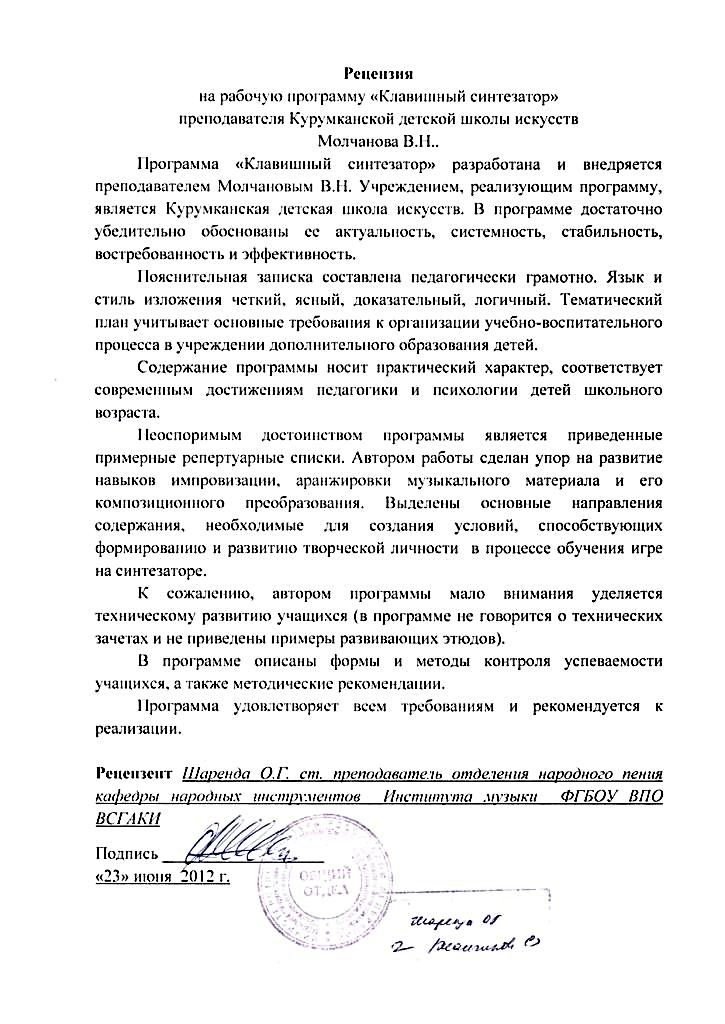 Рецензия
на рабочую программу «Клавишный синтезатор»
преподавателя Курумканской детской школы искусств
Молчанова В.Н..
Программа «Клавишный синтезатор» разработана и внедряется
преподавателем Молчановым В.Н. Учреждением, реализующим программу,
является Курумканская детская школа искусств. В программе достаточно
убедительно обоснованы ее актуальность, системность, стабильность,
востребованность и эффективность.
Пояснительная записка составлена педагогически грамотно. Язык и
стиль изложения четкий, ясный, доказательный, логичный. Тематический
план учитывает основные требования к организации учебно-воспитательного
процесса в учреждении дополнительного образования детей.
Содержание программы носит практический характер, соответствует
современным достижениям педагогики и психологии детей школьного
возраста.
Неоспоримым достоинством программы является приведенные
примерные репертуарные списки. Автором работы сделан упор на развитие
навыков импровизации, аранжировки музыкального материала и его
композиционного преобразования. Выделены основные направления
содержания, необходимые для создания условий, способствующих
формированию и развитию творческой личности в процессе обучения игре
на синтезаторе.
К сожалению, автором программы мало внимания уделяется
техническому развитию учащихся (в программе не говорится о технических
зачетах и не приведены примеры развивающих этюдов).
В программе описаны формы и методы контроля успеваемости
учащихся, а также методические рекомендации.
Программа удовлетворяет всем требованиям и рекомендуется к
реализации.
Рецензент Шаренда О.Г. ст. преподаватель отделения народного пения
кафедры народных инструментов Института музыки ФГБОУ ВПО
ВСГАКИ
Подпись
«23» июня 2012 г.
ОБЩИЙ
ОТДЕЛ